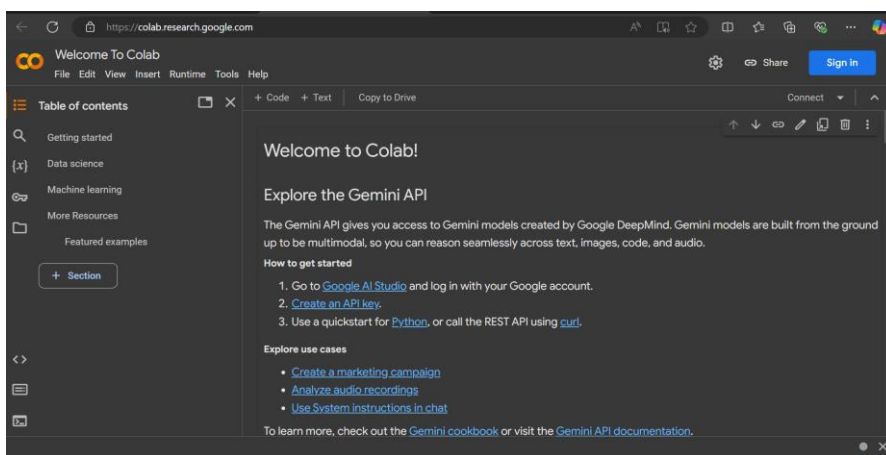 https://colab.research.google.com
Welcome To Colab
File Edit View Insert Runtime Tools Help
Share
Sign in
Table of contents
+ Code + Text Copy to Drive
Connect
Getting started
Data science
Machine learning
More Resources
Featured examples
+ Section
Welcome to Colab!
Explore the Gemini API
The Gemini API gives you access to Gemini models created by Google DeepMind. Gemini models are built from the ground
up to be multimodal, so you can reason seamlessly across text, images, code, and audio.
How to get started
1. Go to Google AI Studio and log in with your Google account.
2. Create an API key.
3. Use a quickstart for Python, or call the REST API using curl.
Explore use cases
• Create a marketing campaign
• Analyze audio recordings
• Use System instructions in chat
To learn more, check out the Gemini cookbook or visit the Gemini API documentation.